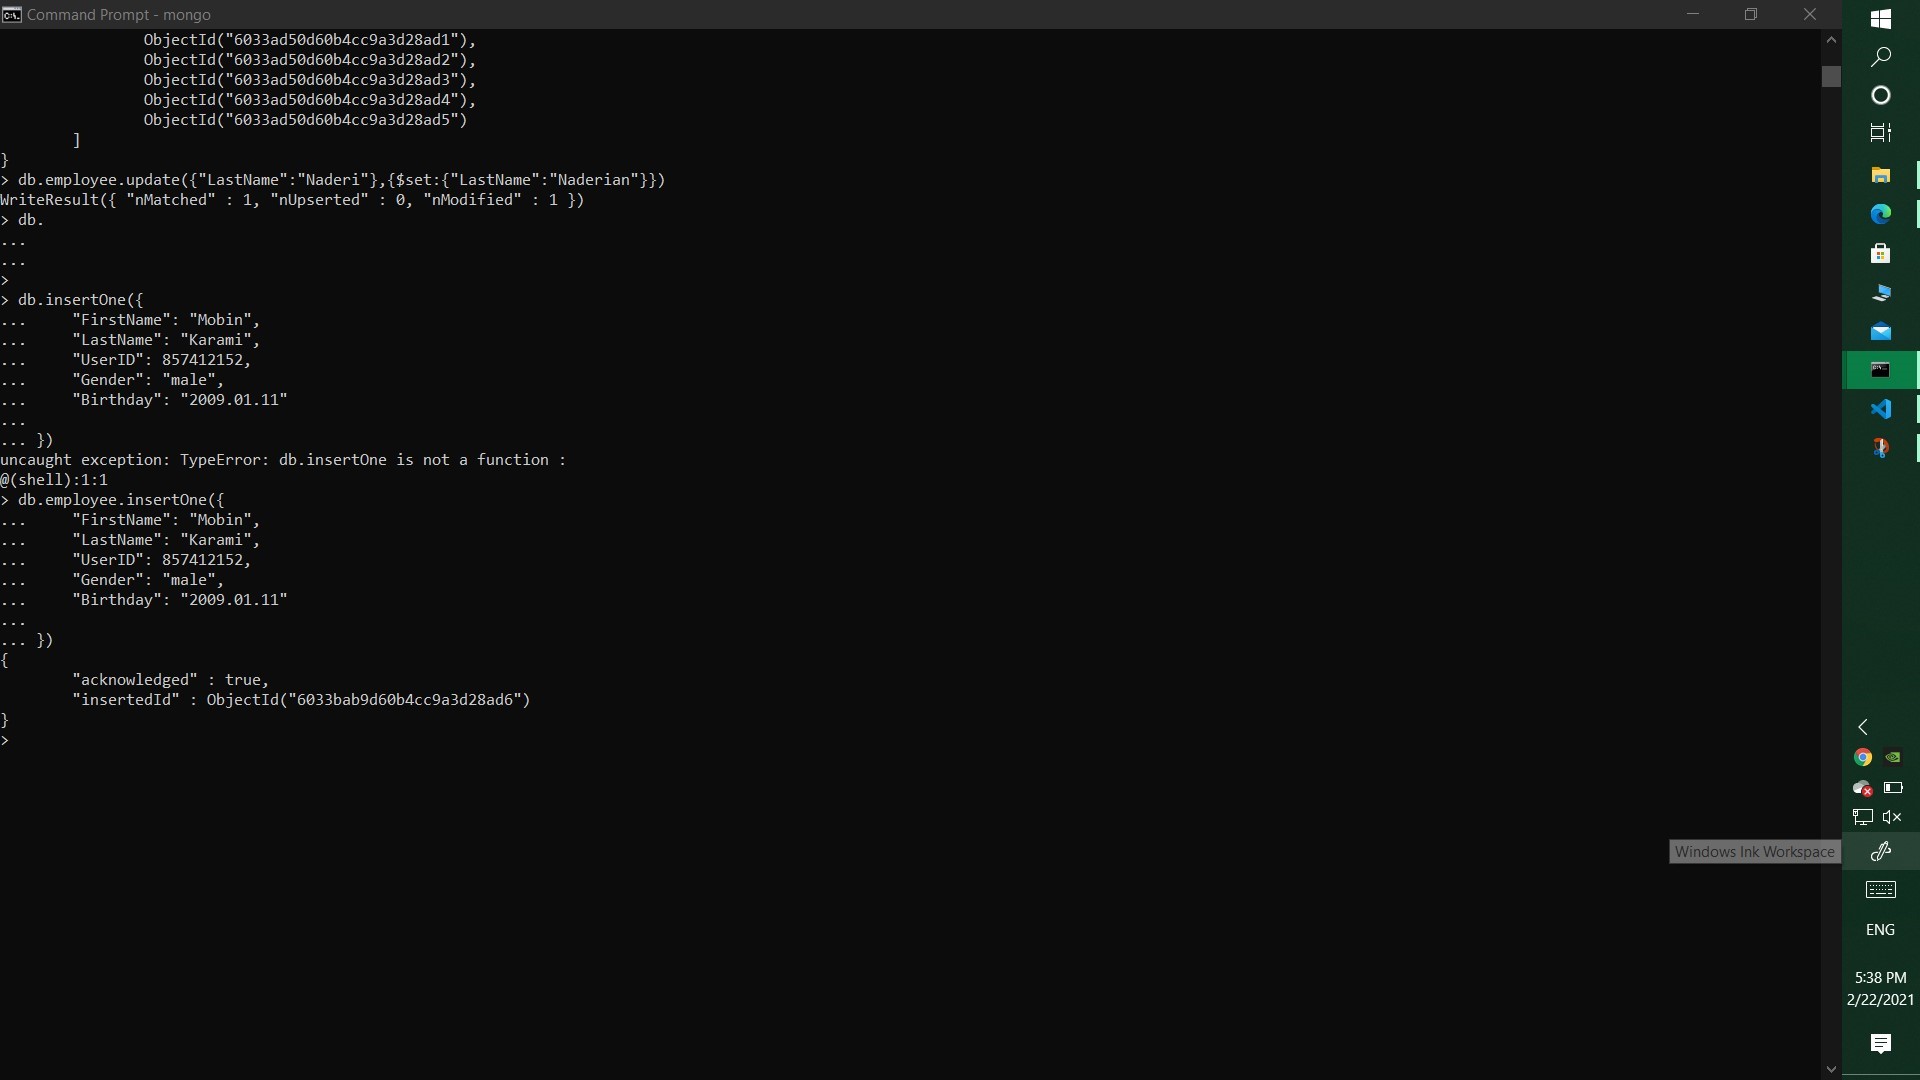 Command Prompt - mongo
ObjectId("6033ad50d60b4cc9a3d28ad1"),
ObjectId("6033ad50d60b4cc9a3d28ad2"),
ObjectId("6033ad50d60b4cc9a3d28ad3"),
ObjectId("6033ad50d60b4cc9a3d28ad4"),
ObjectId("6033ad50d60b4cc9a3d28ad5")
]
}
> db.employee.update({"LastName":"Naderi"},{$set:{"LastName":"Naderian"}})
WriteResult({ "nMatched" : 1, "nUpserted" : 0, "nModified" : 1 })
> db.
...
...
>
> db.insertOne({
... "FirstName": "Mobin",
... "LastName": "Karami",
... "UserID": 857412152,
... "Gender": "male",
... "Birthday": "2009.01.11"
...
... })
uncaught exception: TypeError: db.insertOne is not a function :
@(shell):1:1
> db.employee.insertOne({
... "FirstName": "Mobin",
... "LastName": "Karami",
... "UserID": 857412152,
... "Gender": "male",
... "Birthday": "2009.01.11"
...
... })
{
"acknowledged" : true,
"insertedId" : ObjectId("6033bab9d60b4cc9a3d28ad6")
}
>
Windows Ink Workspace
ENG
5:38 PM
2/22/2021